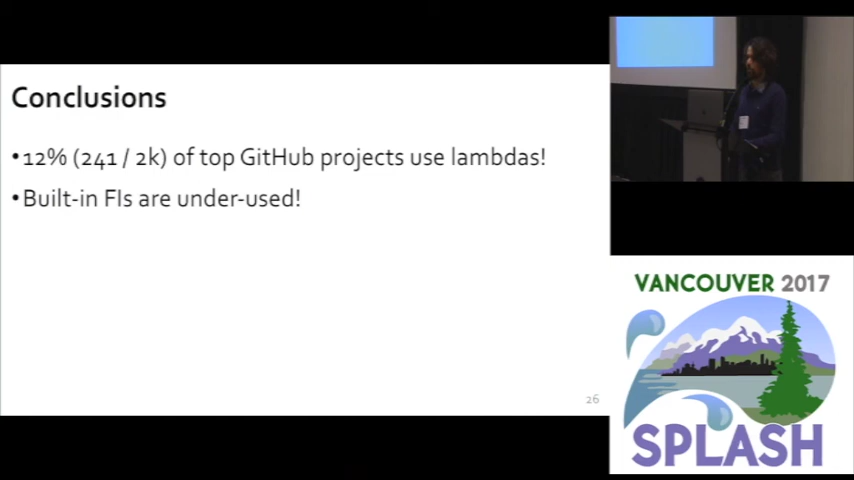 Conclusions
•12% (241 / 2k) of top GitHub projects use lambdas!
•Built-in FIs are under-used!
26
VANCOUVER 2017
SPLASH